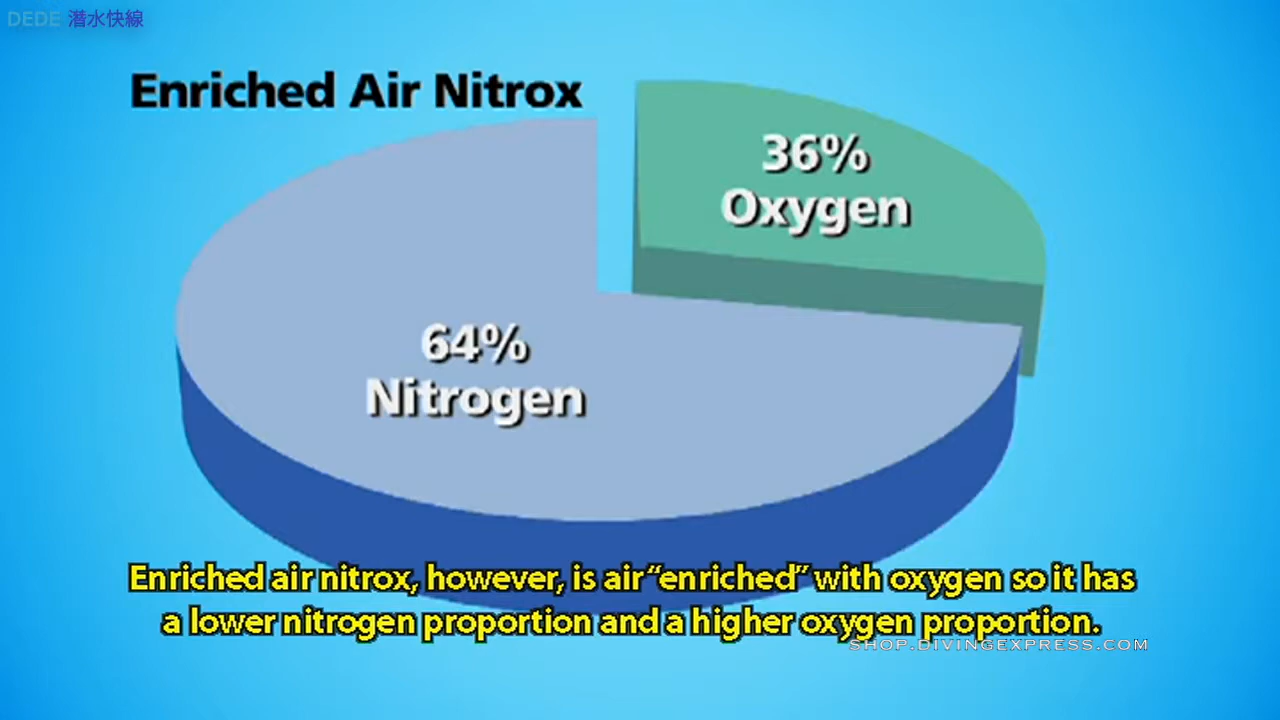 DEDE 潛水快線
Enriched Air Nitrox
36%
Oxygen
64%
Nitrogen
Enriched air nitrox, however, is air “enriched” with oxygen so it has
a lower nitrogen proportion and a higher oxygen proportion.
SHOP.DIVINGEXPRESS.COM